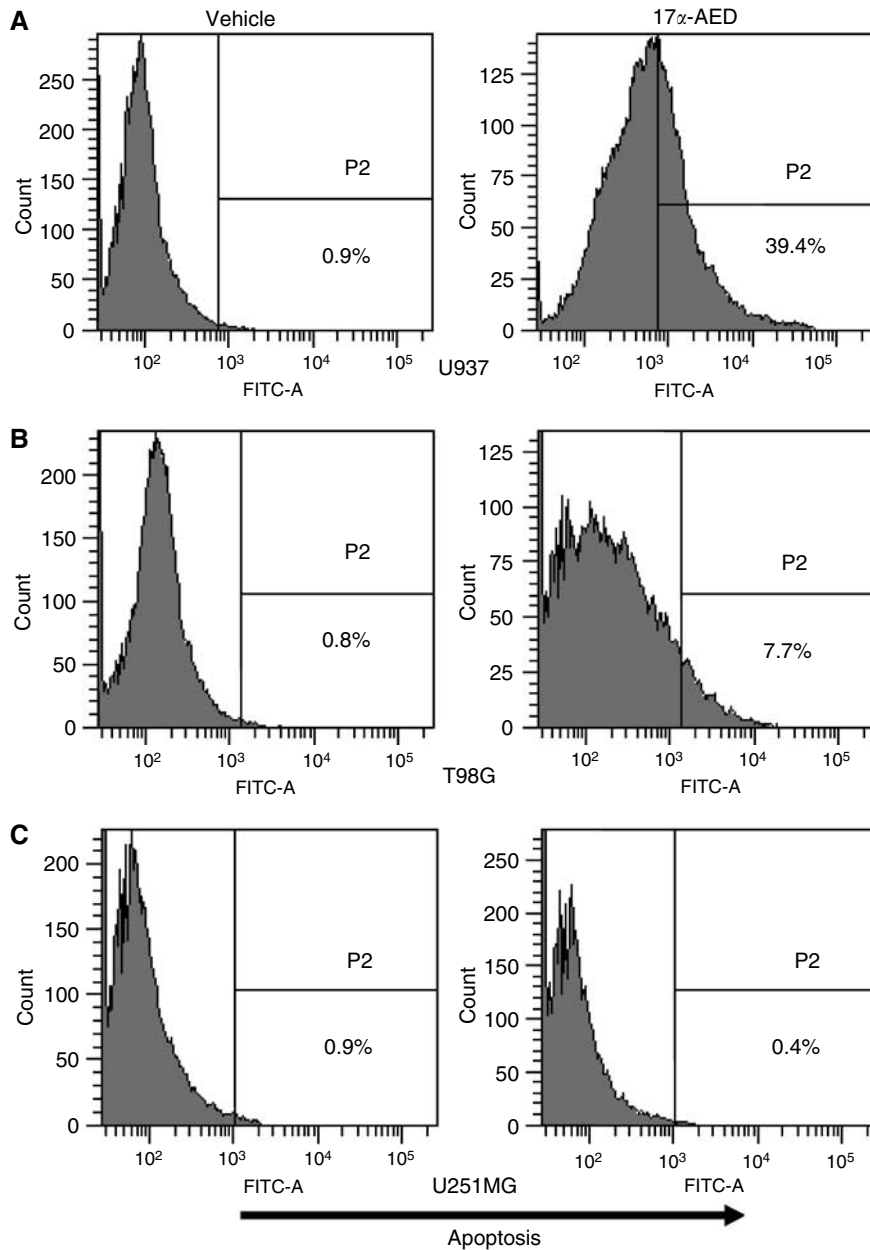 A
Vehicle
17α-AED
250
200
150
100
50
0
Count
P2
0.9%
10²
10³
10⁴
10⁵
FITC-A
125
100
75
50
25
0
Count
P2
39.4%
10²
10³
10⁴
10⁵
FITC-A
U937
B
200
150
100
50
0
Count
P2
0.8%
10²
10³
10⁴
10⁵
FITC-A
125
100
75
50
25
0
Count
P2
7.7%
10²
10³
10⁴
10⁵
FITC-A
T98G
C
200
150
100
50
0
Count
P2
0.9%
10²
10³
10⁴
10⁵
FITC-A
250
200
150
100
50
0
Count
P2
0.4%
10²
10³
10⁴
10⁵
FITC-A
U251MG
Apoptosis